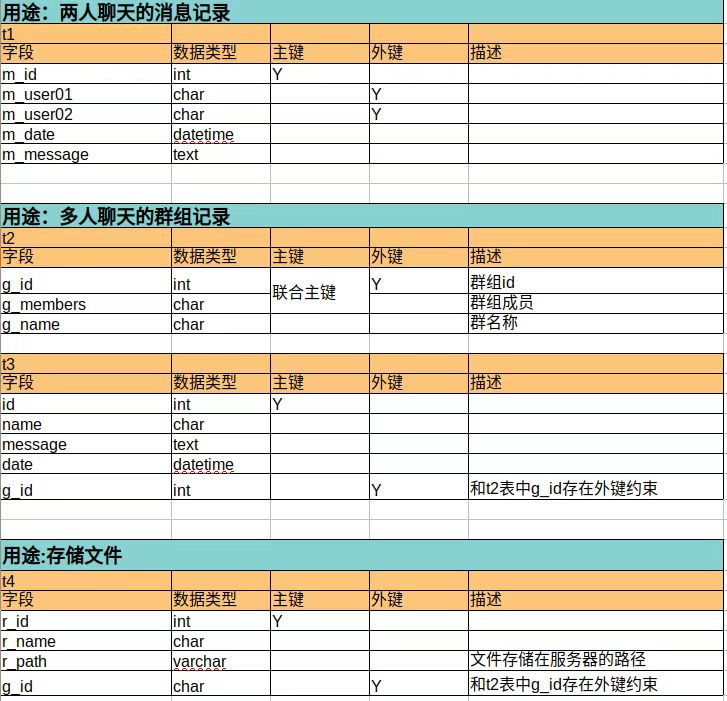 用途：两人聊天的消息记录
t1
字段 数据类型 主键 外键 描述
m_id int Y
m_user01 char Y
m_user02 char Y
m_date datetime
m_message text
用途：多人聊天的群组记录
t2
字段 数据类型 主键 外键 描述
g_id int 联合主键 Y 群组id
g_members char 群组成员
g_name char 群名称
t3
字段 数据类型 主键 外键 描述
id int Y
name char
message text
date datetime
g_id int Y 和t2表中g_id存在外键约束
用途:存储文件
t4
字段 数据类型 主键 外键 描述
r_id int Y
r_name char
r_path varchar 文件存储在服务器的路径
g_id char Y 和t2表中g_id存在外键约束